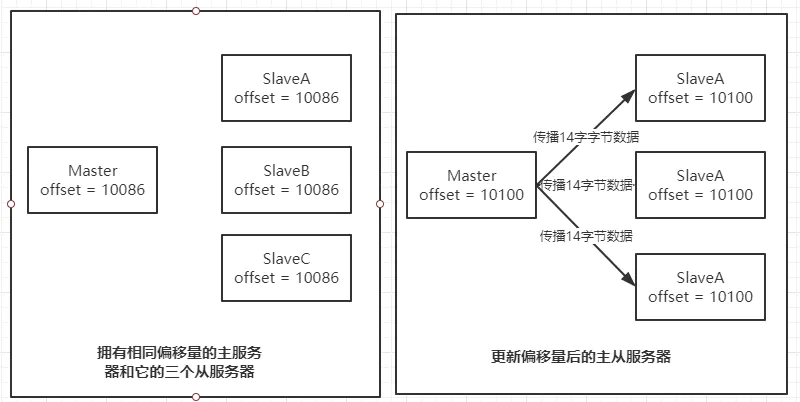 SlaveA
offset = 10086
Master
offset = 10086
SlaveB
offset = 10086
SlaveC
offset = 10086
拥有相同偏移量的主服务
器和它的三个从服务器
SlaveA
offset = 10100
传播14字字节数据
Master
offset = 10100
传播14字节数据
SlaveA
offset = 10100
传播14字节数据
SlaveA
offset = 10100
更新偏移量后的主从服务器